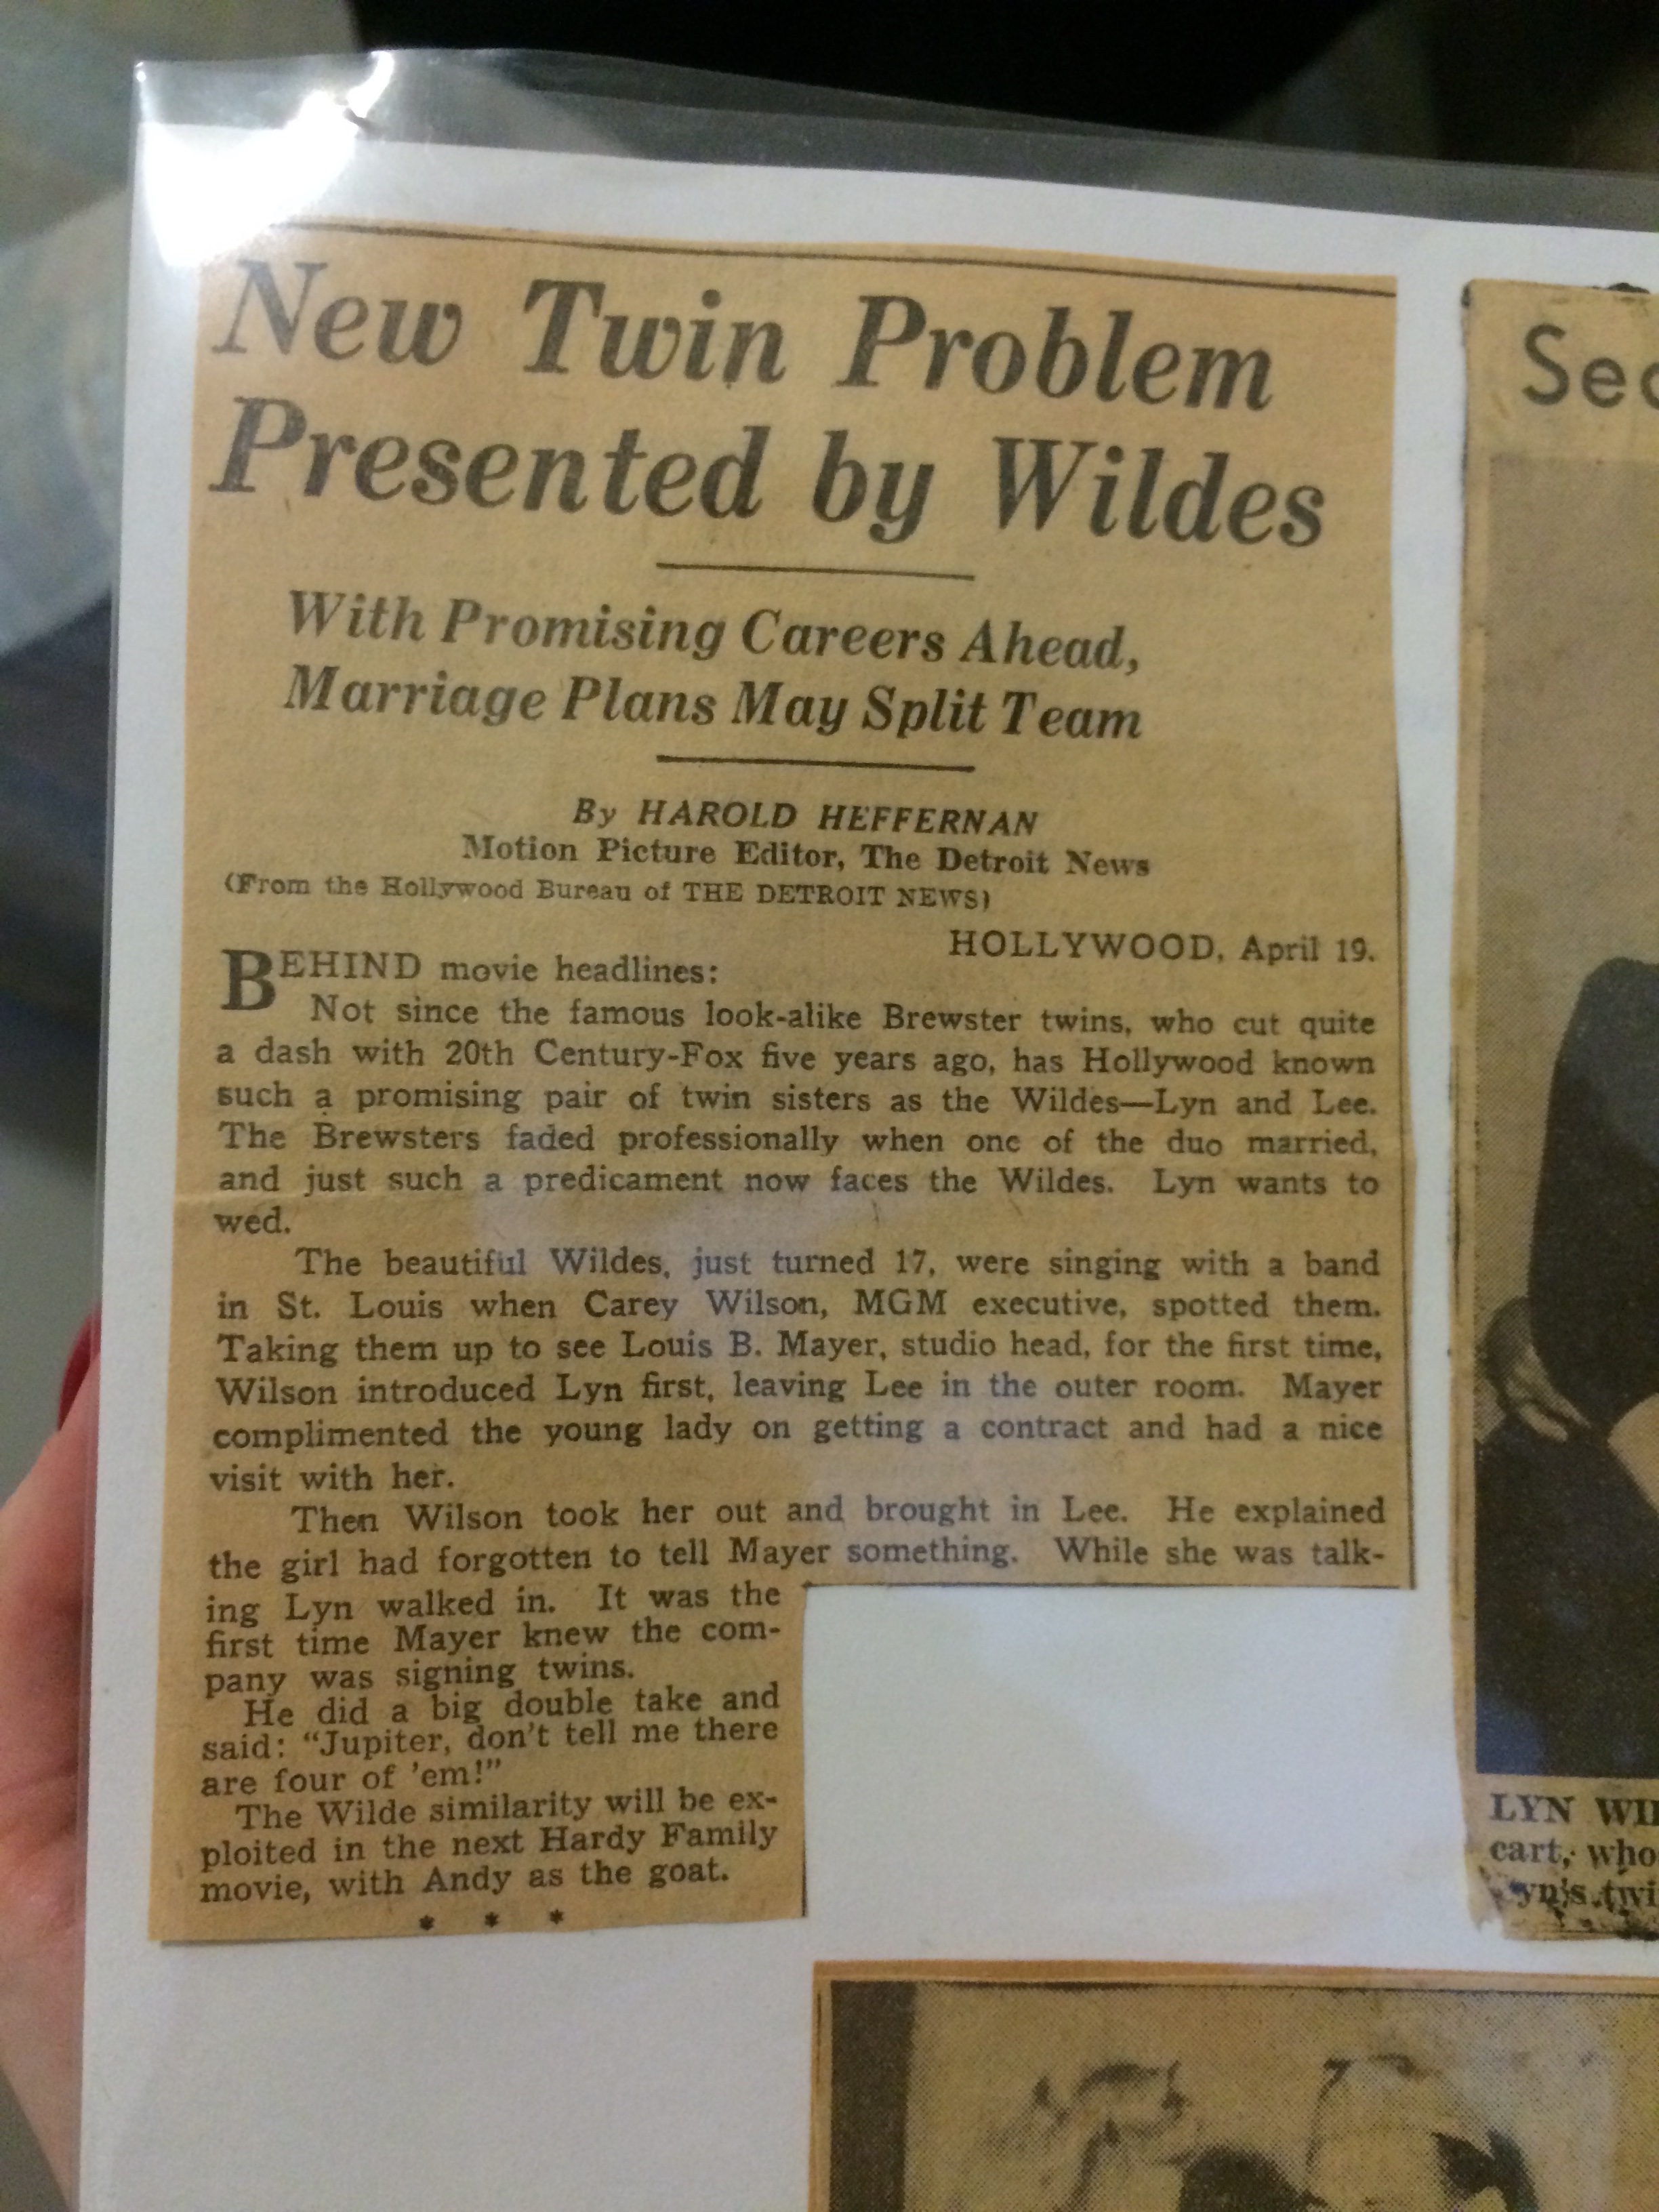 New Twin Problem
Presented by Wildes
With Promising Careers Ahead,
Marriage Plans May Split Team
By HAROLD HEFFERNAN
Motion Picture Editor, The Detroit News
(From the Hollywood Bureau of THE DETROIT NEWS)
HOLLYWOOD, April 19.
BEHIND movie headlines:
Not since the famous look-alike Brewster twins, who cut quite
a dash with 20th Century-Fox five years ago, has Hollywood known
such a promising pair of twin sisters as the Wildes—Lyn and Lee.
The Brewsters faded professionally when one of the duo married,
and just such a predicament now faces the Wildes. Lyn wants to
wed.
The beautiful Wildes, just turned 17, were singing with a band
in St. Louis when Carey Wilson, MGM executive, spotted them.
Taking them up to see Louis B. Mayer, studio head, for the first time,
Wilson introduced Lyn first, leaving Lee in the outer room. Mayer
complimented the young lady on getting a contract and had a nice
visit with her.
Then Wilson took her out and brought in Lee. He explained
the girl had forgotten to tell Mayer something. While she was talk-
ing Lyn walked in. It was the
first time Mayer knew the com-
pany was signing twins.
He did a big double take and
said: "Jupiter, don't tell me there
are four of 'em!"
The Wilde similarity will be ex-
ploited in the next Hardy Family
movie, with Andy as the goat.
* * *
LYN
cart, who